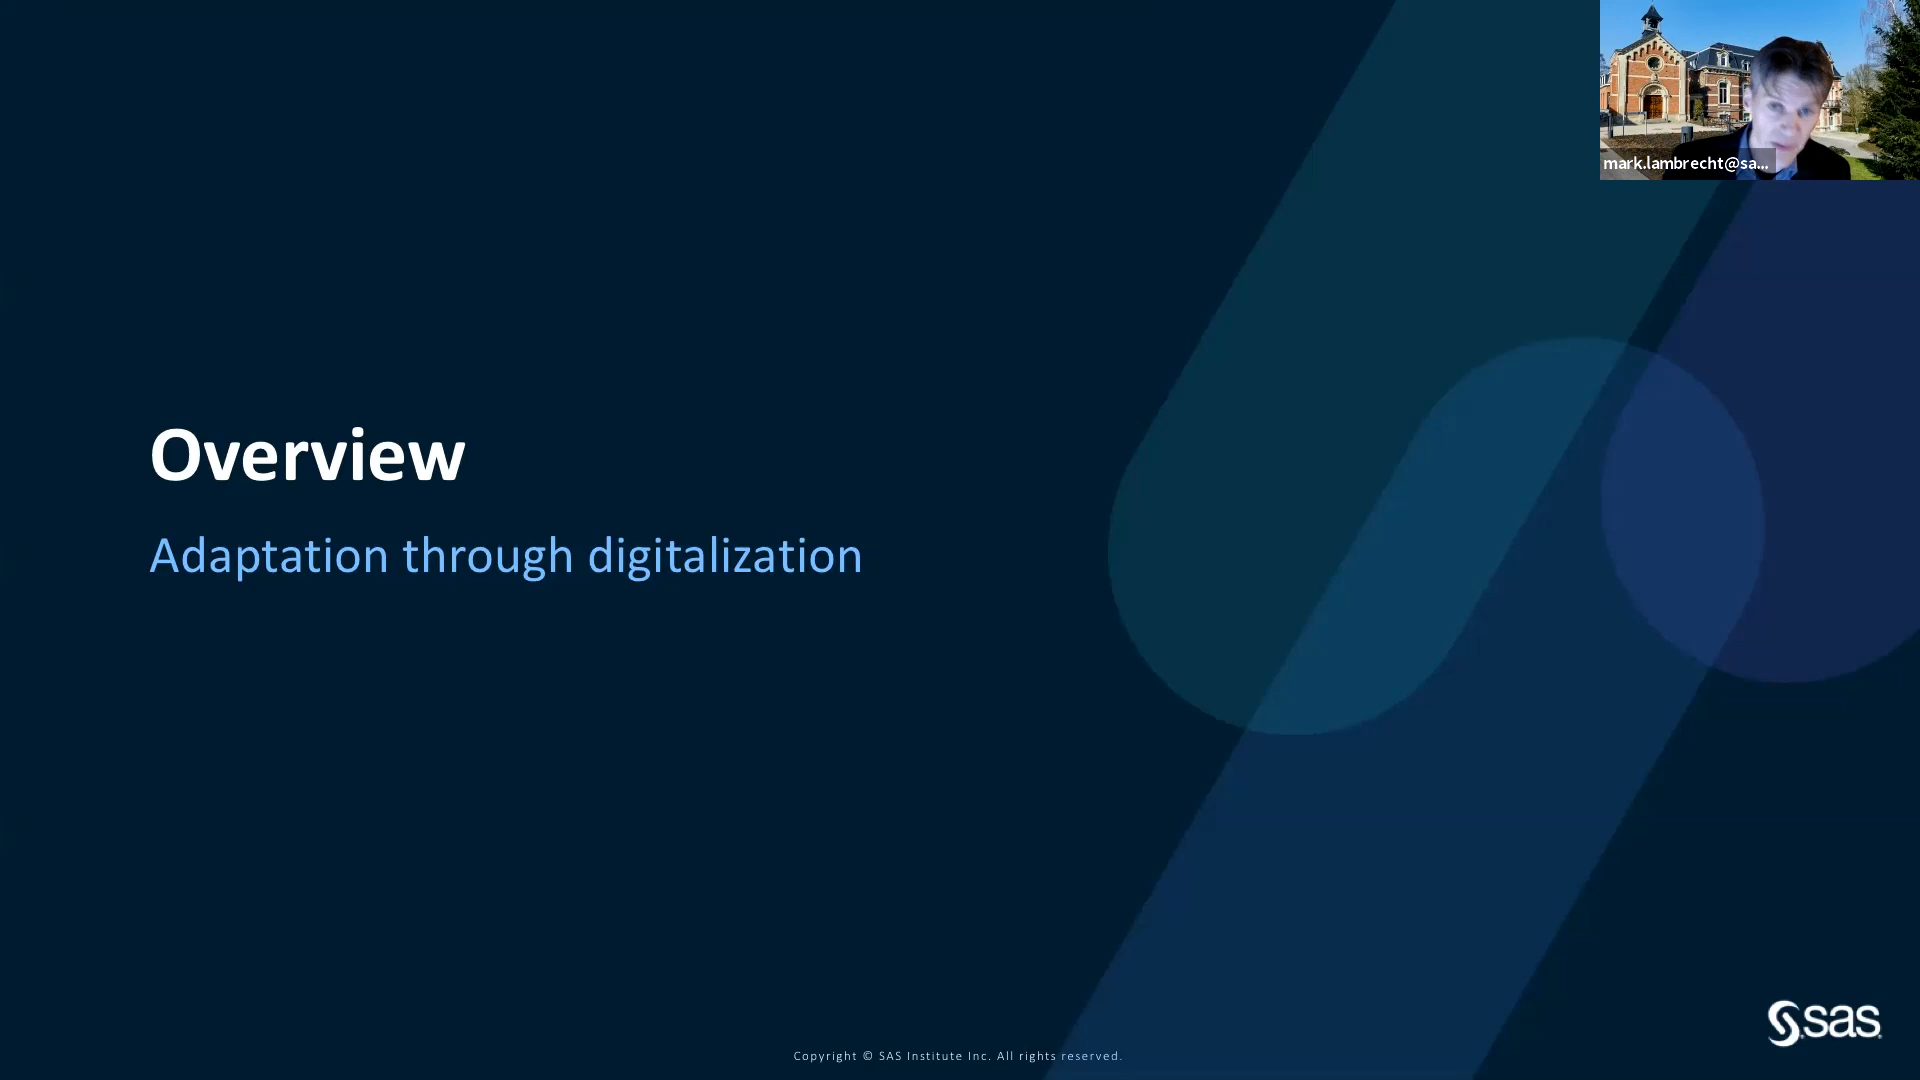 mark.lambrecht@sa...
Overview
Adaptation through digitalization
sas
Copyright © SAS Institute Inc. All rights reserved.